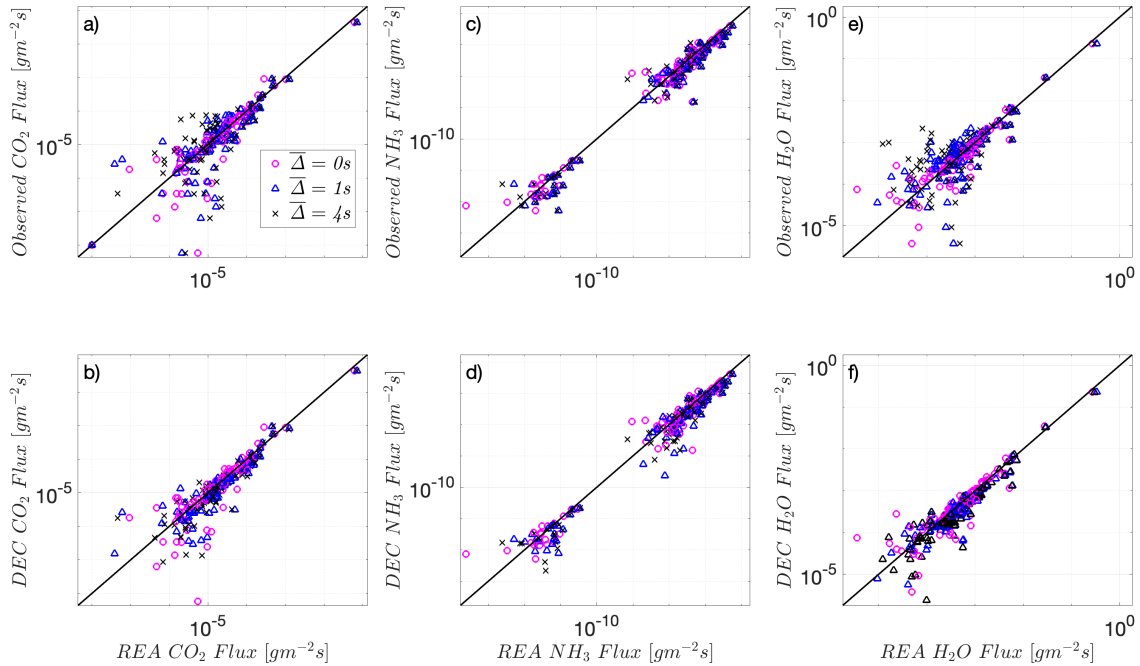 a)
Observed CO₂ Flux [gm⁻²s]
10⁻⁵
10⁻⁵
Δ̅ = 0s
Δ̅ = 1s
Δ̅ = 4s
c)
Observed NH₃ Flux [gm⁻²s]
10⁻¹⁰
10⁻¹⁰
e)
Observed H₂O Flux [gm⁻²s]
10⁰
10⁻⁵
10⁻⁵
10⁰
b)
DEC CO₂ Flux [gm⁻²s]
10⁻⁵
10⁻⁵
REA CO₂ Flux [gm⁻²s]
d)
DEC NH₃ Flux [gm⁻²s]
10⁻¹⁰
10⁻¹⁰
REA NH₃ Flux [gm⁻²s]
f)
DEC H₂O Flux [gm⁻²s]
10⁰
10⁻⁵
10⁰
REA H₂O Flux [gm⁻²s]